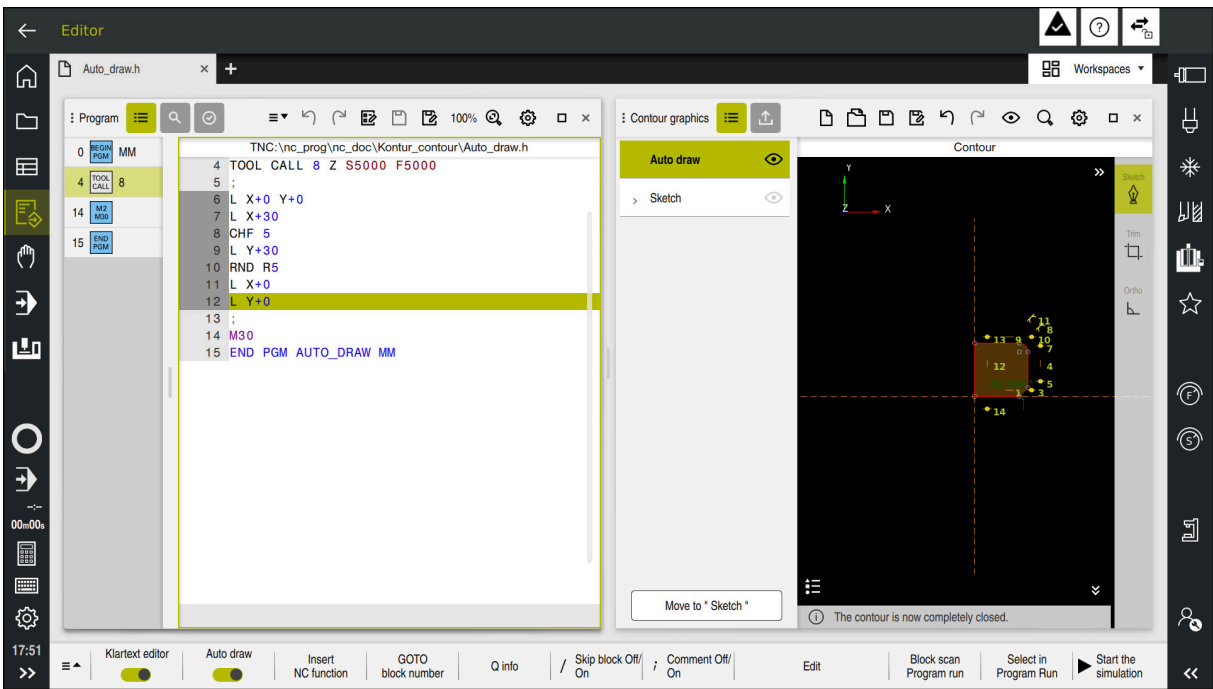 Editor
Auto_draw.h
Workspaces
Program
100%
Contour graphics
0 BEGIN PGM MM
4 TOOL CALL 8
14 M2 M30
15 END PGM
TNC:\nc_prog\nc_doc\Kontur_contour\Auto_draw.h
4 TOOL CALL 8 Z S5000 F5000
5 ;
6 L X+0 Y+0
7 L X+30
8 CHF 5
9 L Y+30
10 RND R5
11 L X+0
12 L Y+0
13 ;
14 M30
15 END PGM AUTO_DRAW MM
Auto draw
Sketch
Move to " Sketch "
Contour
Y
Z X
Sketch
Trim
Ortho
11
8
13 9 10
7
12 4
5
1 3
14
The contour is now completely closed.
F
S
--:--
00m00s
17:51
Klartext editor
Auto draw
Insert
NC function
GOTO
block number
Q info
/ Skip block Off/
On
; Comment Off/
On
Edit
Block scan
Program run
Select in
Program Run
Start the
simulation